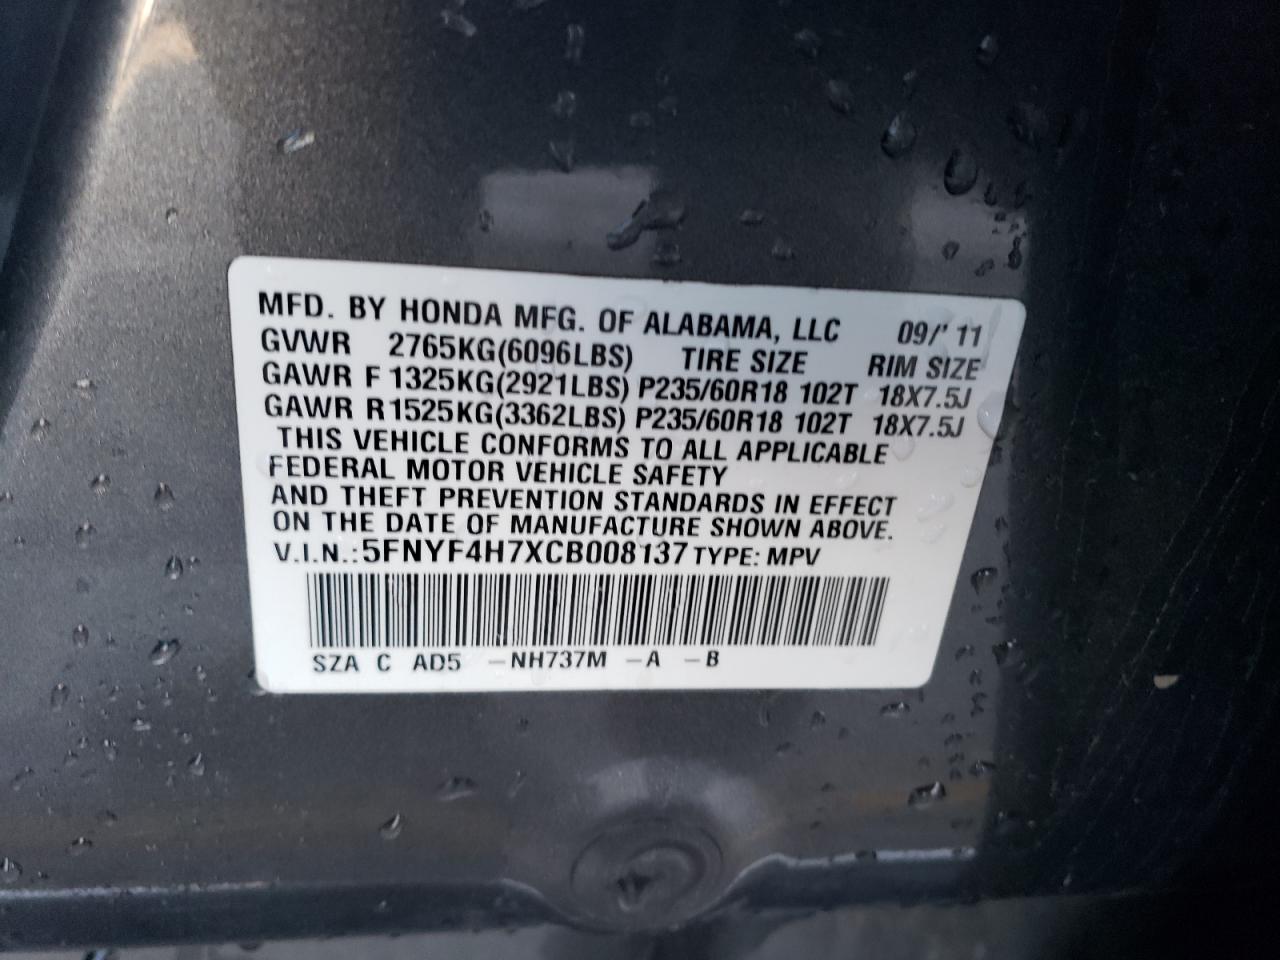 MFD. BY HONDA MFG. OF ALABAMA, LLC 09/' 11
GVWR 2765KG(6096LBS) TIRE SIZE RIM SIZE
GAWR F 1325KG(2921LBS) P235/60R18 102T 18X7.5J
GAWR R 1525KG(3362LBS) P235/60R18 102T 18X7.5J
THIS VEHICLE CONFORMS TO ALL APPLICABLE
FEDERAL MOTOR VEHICLE SAFETY
AND THEFT PREVENTION STANDARDS IN EFFECT
ON THE DATE OF MANUFACTURE SHOWN ABOVE.
V.I.N.: 5FNYF4H7XCB008137 TYPE: MPV
SZA C AD5 –NH737M –A –B